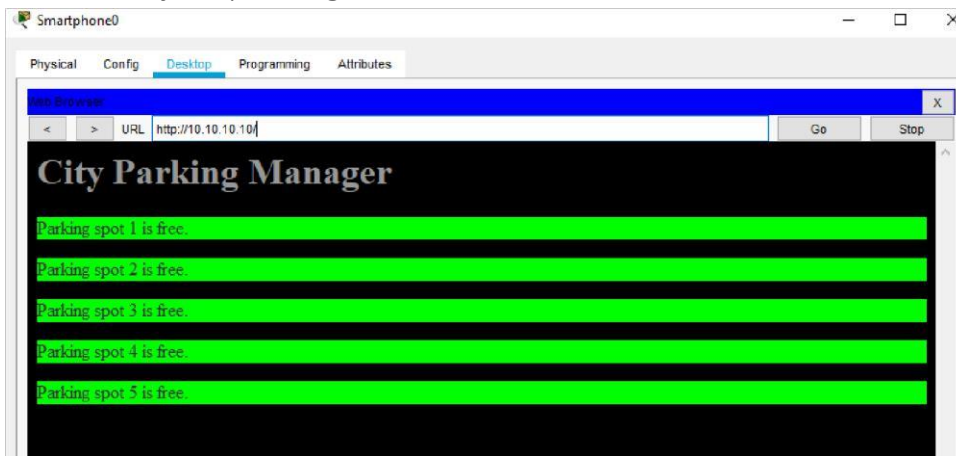 Smartphone0
Physical Config Desktop Programming Attributes
Web Browser X
< > URL http://10.10.10.10/ Go Stop
City Parking Manager
Parking spot 1 is free.
Parking spot 2 is free.
Parking spot 3 is free.
Parking spot 4 is free.
Parking spot 5 is free.